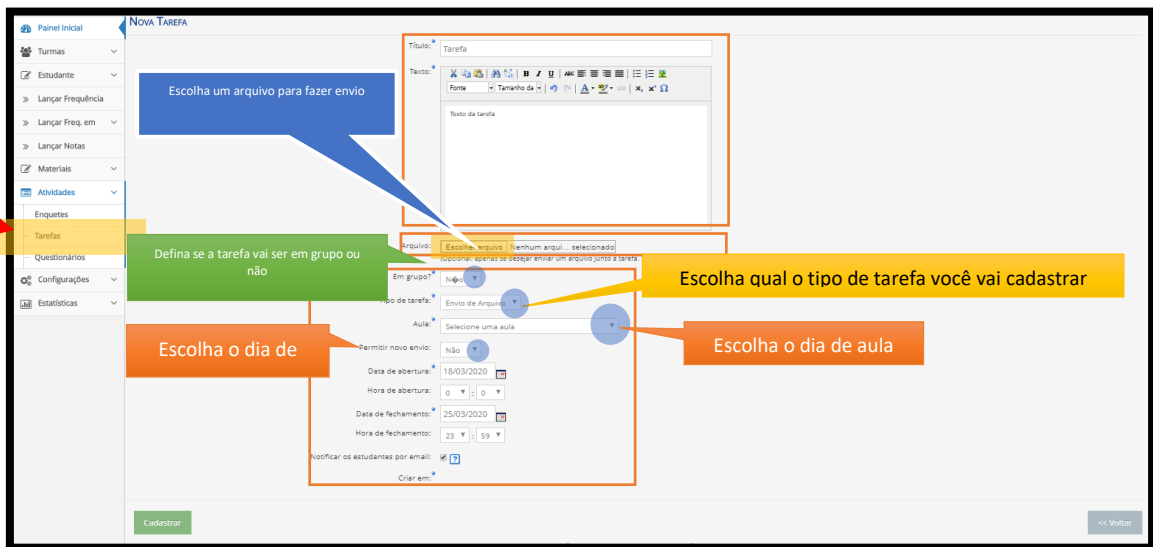 Painel Inicial
Turmas
Estudante
Lançar Frequência
Lançar Freq. em
Lançar Notas
Materiais
Atividades
Enquetes
Tarefas
Questionários
Configurações
Estatísticas
NOVA TAREFA
Título:* Tarefa
Texto:*
Fonte Tamanho da
Texto da tarefa
Escolha um arquivo para fazer envio
Arquivo: Escolher arquivo Nenhum arqui... selecionado
(Opcional, apenas se desejar enviar um arquivo junto à tarefa.
Defina se a tarefa vai ser em grupo ou
não
Em grupo?* N�o
Escolha qual o tipo de tarefa você vai cadastrar
Tipo de tarefa:* Envio de Arquivo
Aula:* Selecione uma aula
Escolha o dia de aula
Escolha o dia de
Permitir novo envio: Não
Data de abertura:* 18/03/2020
Hora de abertura: 0 : 0
Data de fechamento:* 25/03/2020
Hora de fechamento: 23 : 59
Notificar os estudantes por email: ?
Criar em:*
Cadastrar
<< Voltar